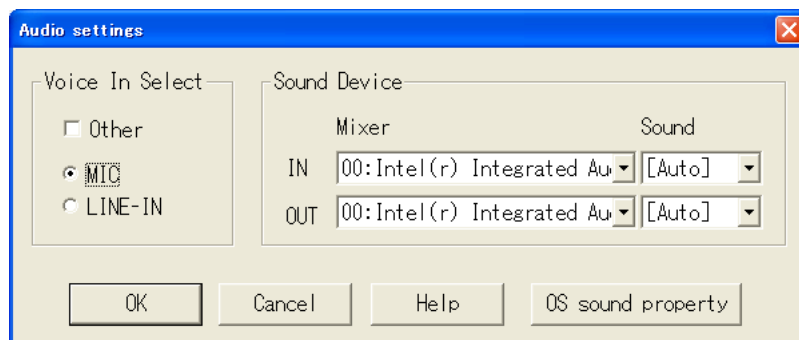 Audio settings
Voice In Select
Other
MIC
LINE-IN
Sound Device
Mixer Sound
IN 00:Intel(r) Integrated Au [Auto]
OUT 00:Intel(r) Integrated Au [Auto]
OK Cancel Help OS sound property